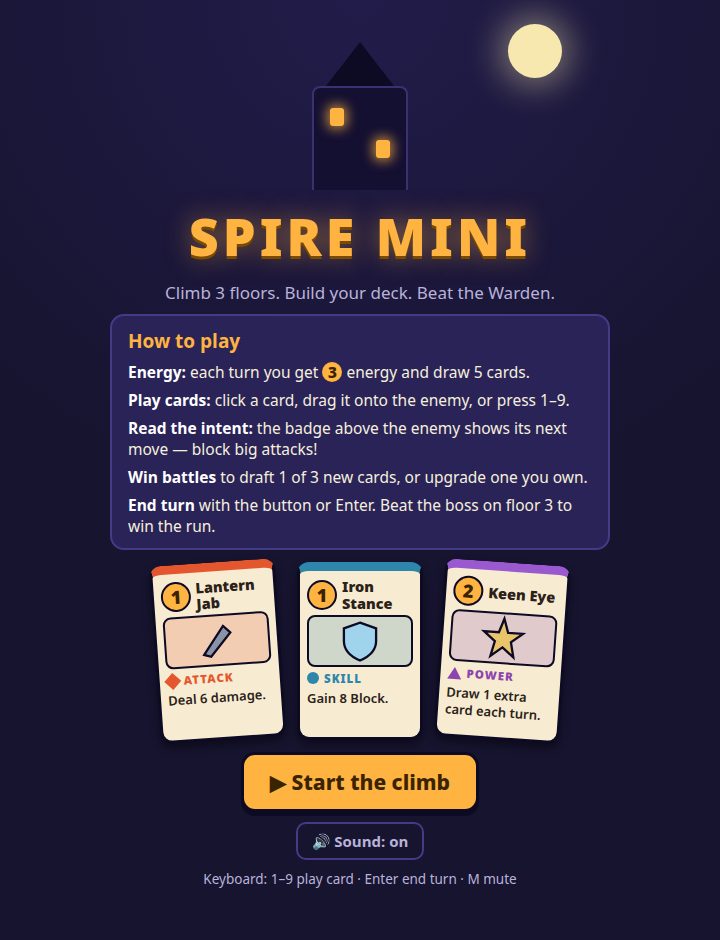 SPIRE MINI
Climb 3 floors. Build your deck. Beat the Warden.
How to play
Energy: each turn you get 3 energy and draw 5 cards.
Play cards: click a card, drag it onto the enemy, or press 1–9.
Read the intent: the badge above the enemy shows its next
move — block big attacks!
Win battles to draft 1 of 3 new cards, or upgrade one you own.
End turn with the button or Enter. Beat the boss on floor 3 to
win the run.
1 Lantern
Jab
ATTACK
Deal 6 damage.
1 Iron
Stance
SKILL
Gain 8 Block.
2 Keen Eye
POWER
Draw 1 extra
card each turn.
▶ Start the climb
🔊 Sound: on
Keyboard: 1–9 play card · Enter end turn · M mute